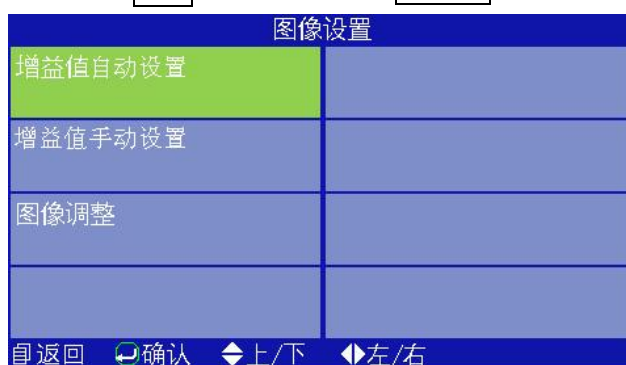 图像设置
增益值自动设置
增益值手动设置
图像调整
返回 确认 上/下 左/右